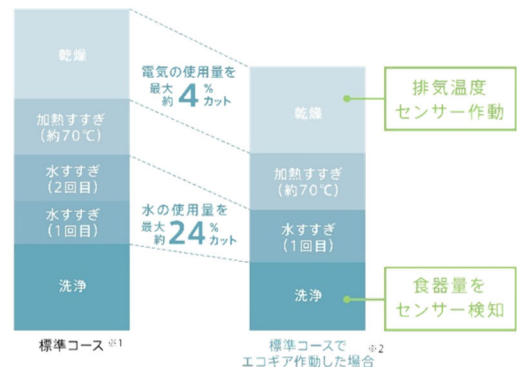 乾燥
加熱すすぎ
(約70℃)
水すすぎ
(2回目)
水すすぎ
(1回目)
洗浄
標準コース ※1
電気の使用量を
最大約4%カット
水の使用量を
最大約24%カット
乾燥
加熱すすぎ
(約70℃)
水すすぎ
(1回目)
洗浄
標準コースで ※2
エコギア作動した場合
排気温度
センサー作動
食器量を
センサー検知